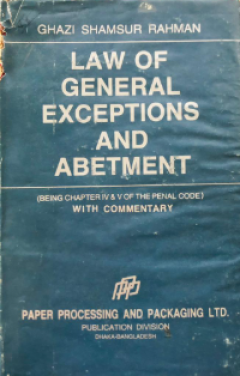 GHAZI SHAMSUR RAHMAN
LAW OF
GENERAL
EXCEPTIONS
AND
ABETMENT
(BEING CHAPTER IV & V OF THE PENAL CODE)
WITH COMMENTARY
PPP
PAPER PROCESSING AND PACKAGING LTD.
PUBLICATION DIVISION
DHAKA-BANGLADESH